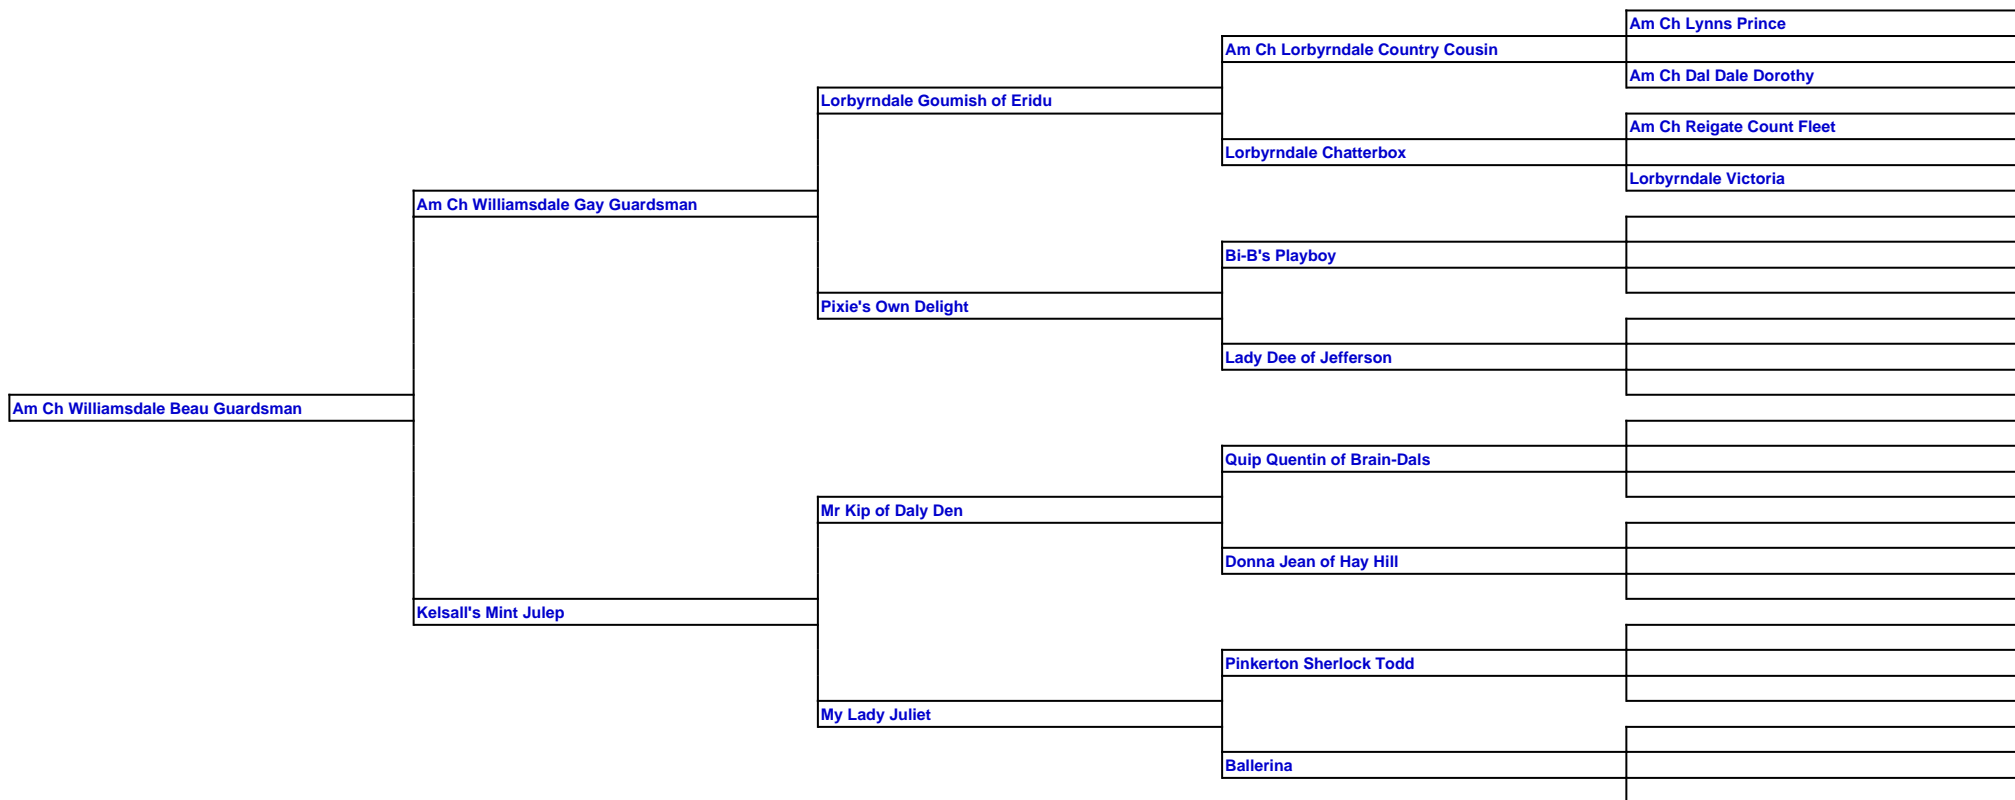 Am Ch Lynns Prince
Am Ch Lorbyrndale Country Cousin
Am Ch Dal Dale Dorothy
Lorbyrndale Goumish of Eridu
Am Ch Reigate Count Fleet
Lorbyrndale Chatterbox
Lorbyrndale Victoria
Am Ch Williamsdale Gay Guardsman
Bi-B's Playboy
Pixie's Own Delight
Lady Dee of Jefferson
Am Ch Williamsdale Beau Guardsman
Quip Quentin of Brain-Dals
Mr Kip of Daly Den
Donna Jean of Hay Hill
Kelsall's Mint Julep
Pinkerton Sherlock Todd
My Lady Juliet
Ballerina